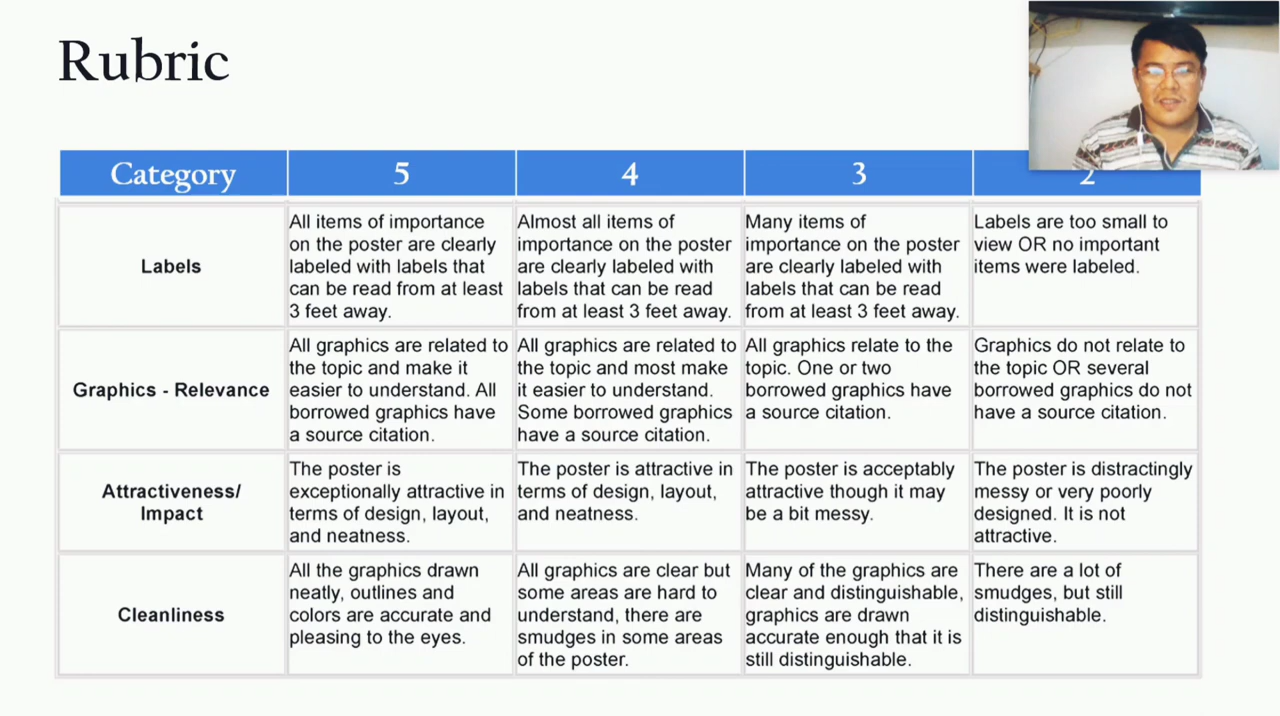 Rubric
Category 5 4 3 2
Labels
All items of importance
on the poster are clearly
labeled with labels that
can be read from at least
3 feet away.
Almost all items of
importance on the poster
are clearly labeled with
labels that can be read
from at least 3 feet away.
Many items of
importance on the poster
are clearly labeled with
labels that can be read
from at least 3 feet away.
Labels are too small to
view OR no important
items were labeled.
Graphics - Relevance
All graphics are related to
the topic and make it
easier to understand. All
borrowed graphics have
a source citation.
All graphics are related to
the topic and most make
it easier to understand.
Some borrowed graphics
have a source citation.
All graphics relate to the
topic. One or two
borrowed graphics have
a source citation.
Graphics do not relate to
the topic OR several
borrowed graphics do not
have a source citation.
Attractiveness/
Impact
The poster is
exceptionally attractive in
terms of design, layout,
and neatness.
The poster is attractive in
terms of design, layout,
and neatness.
The poster is acceptably
attractive though it may
be a bit messy.
The poster is distractingly
messy or very poorly
designed. It is not
attractive.
Cleanliness
All the graphics drawn
neatly, outlines and
colors are accurate and
pleasing to the eyes.
All graphics are clear but
some areas are hard to
understand, there are
smudges in some areas
of the poster.
Many of the graphics are
clear and distinguishable,
graphics are drawn
accurate enough that it is
still distinguishable.
There are a lot of
smudges, but still
distinguishable.